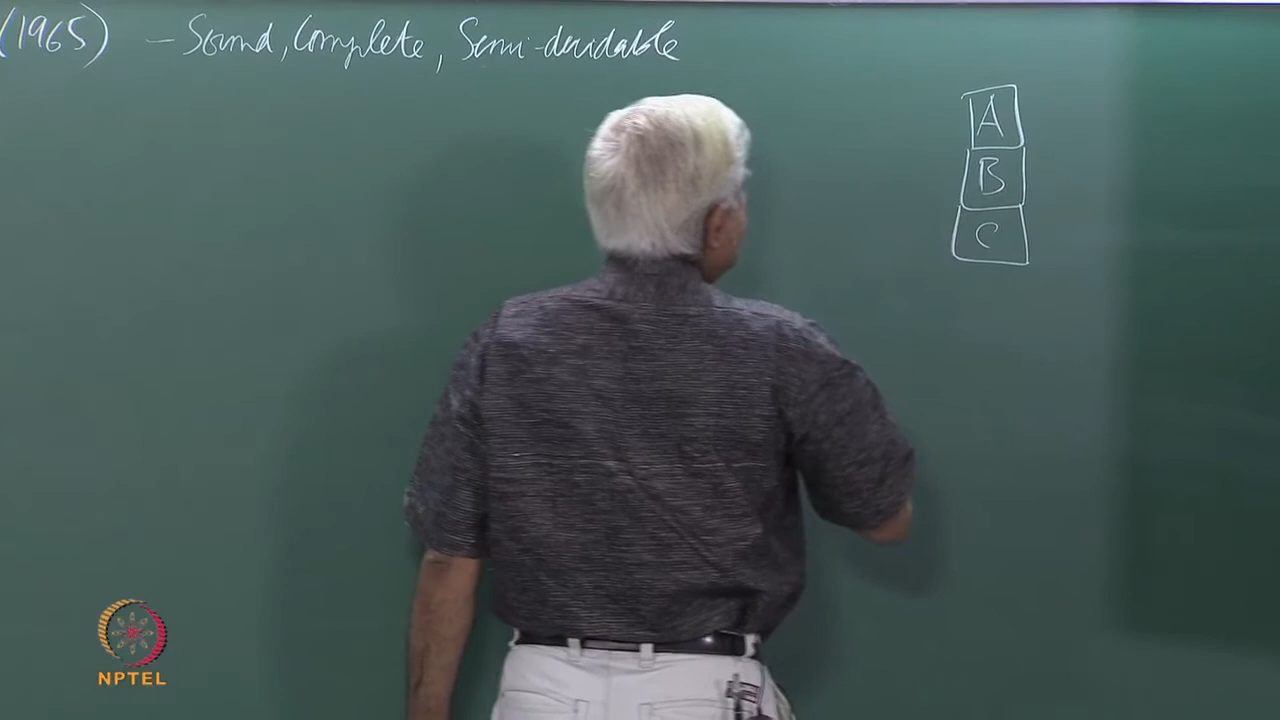 (1965) – Sound, Complete, Semi-decidable
A
B
C
NPTEL